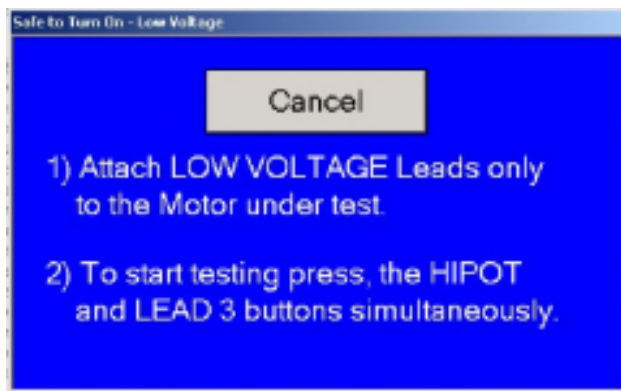 Safe to Turn On - Low Voltage
Cancel
1) Attach LOW VOLTAGE Leads only
to the Motor under test.
2) To start testing press, the HIPOT
and LEAD 3 buttons simultaneously.